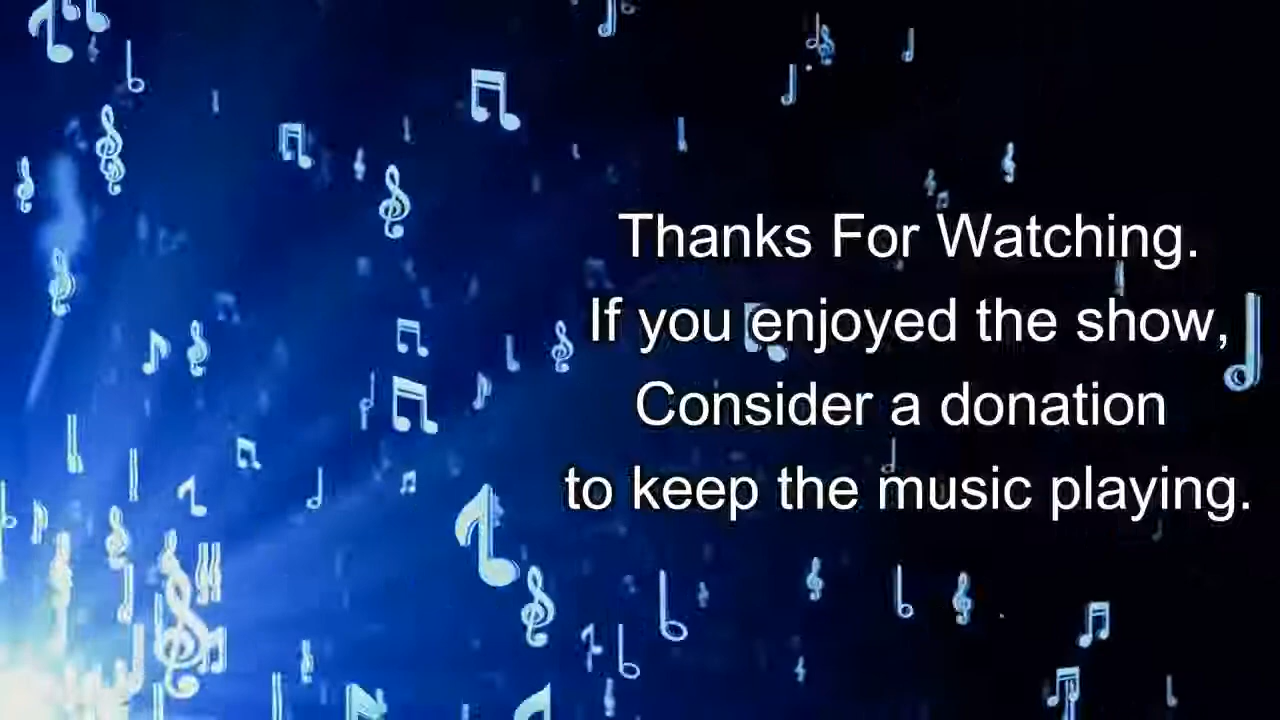 Thanks For Watching.
If you enjoyed the show,
Consider a donation
to keep the music playing.